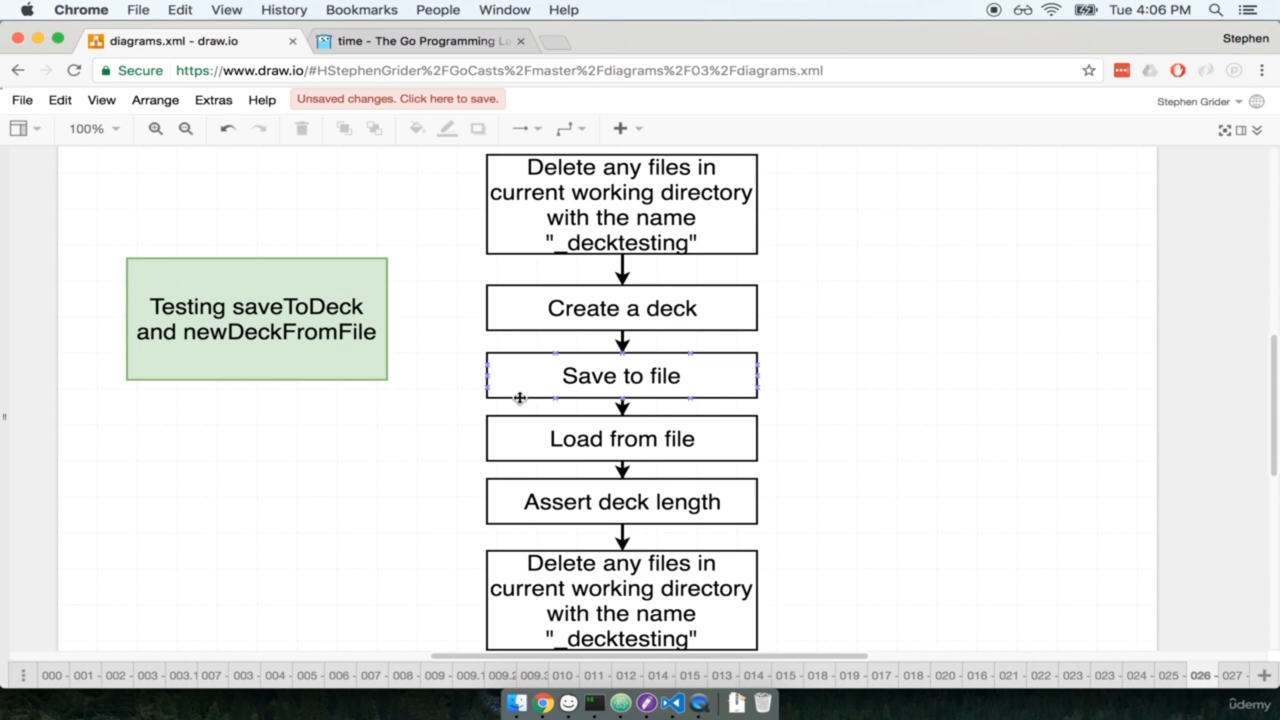 Chrome File Edit View History Bookmarks People Window Help Tue 4:06 PM
diagrams.xml - draw.io time - The Go Programming La Stephen
Secure https://www.draw.io/#HStephenGrider%2FGoCasts%2Fmaster%2Fdiagrams%2F03%2Fdiagrams.xml
File Edit View Arrange Extras Help Unsaved changes. Click here to save. Stephen Grider
100%
Delete any files in
current working directory
with the name
"_decktesting"
Create a deck
Testing saveToDeck
and newDeckFromFile
Save to file
Load from file
Assert deck length
Delete any files in
current working directory
with the name
"_decktesting"
000 - 001 - 002 - 003 - 003.1 007 - 003 - 004 - 005 - 006 - 007 - 008 - 009 - 009.1 009.2 009.3 010 - 011 - 012 - 014 - 015 - 013 - 014 - 015 - 018 - 019 - 017 - 018 - 020 - 021 - 022 - 023 - 023 - 024 - 025 - 026 - 027 -
ûdemy